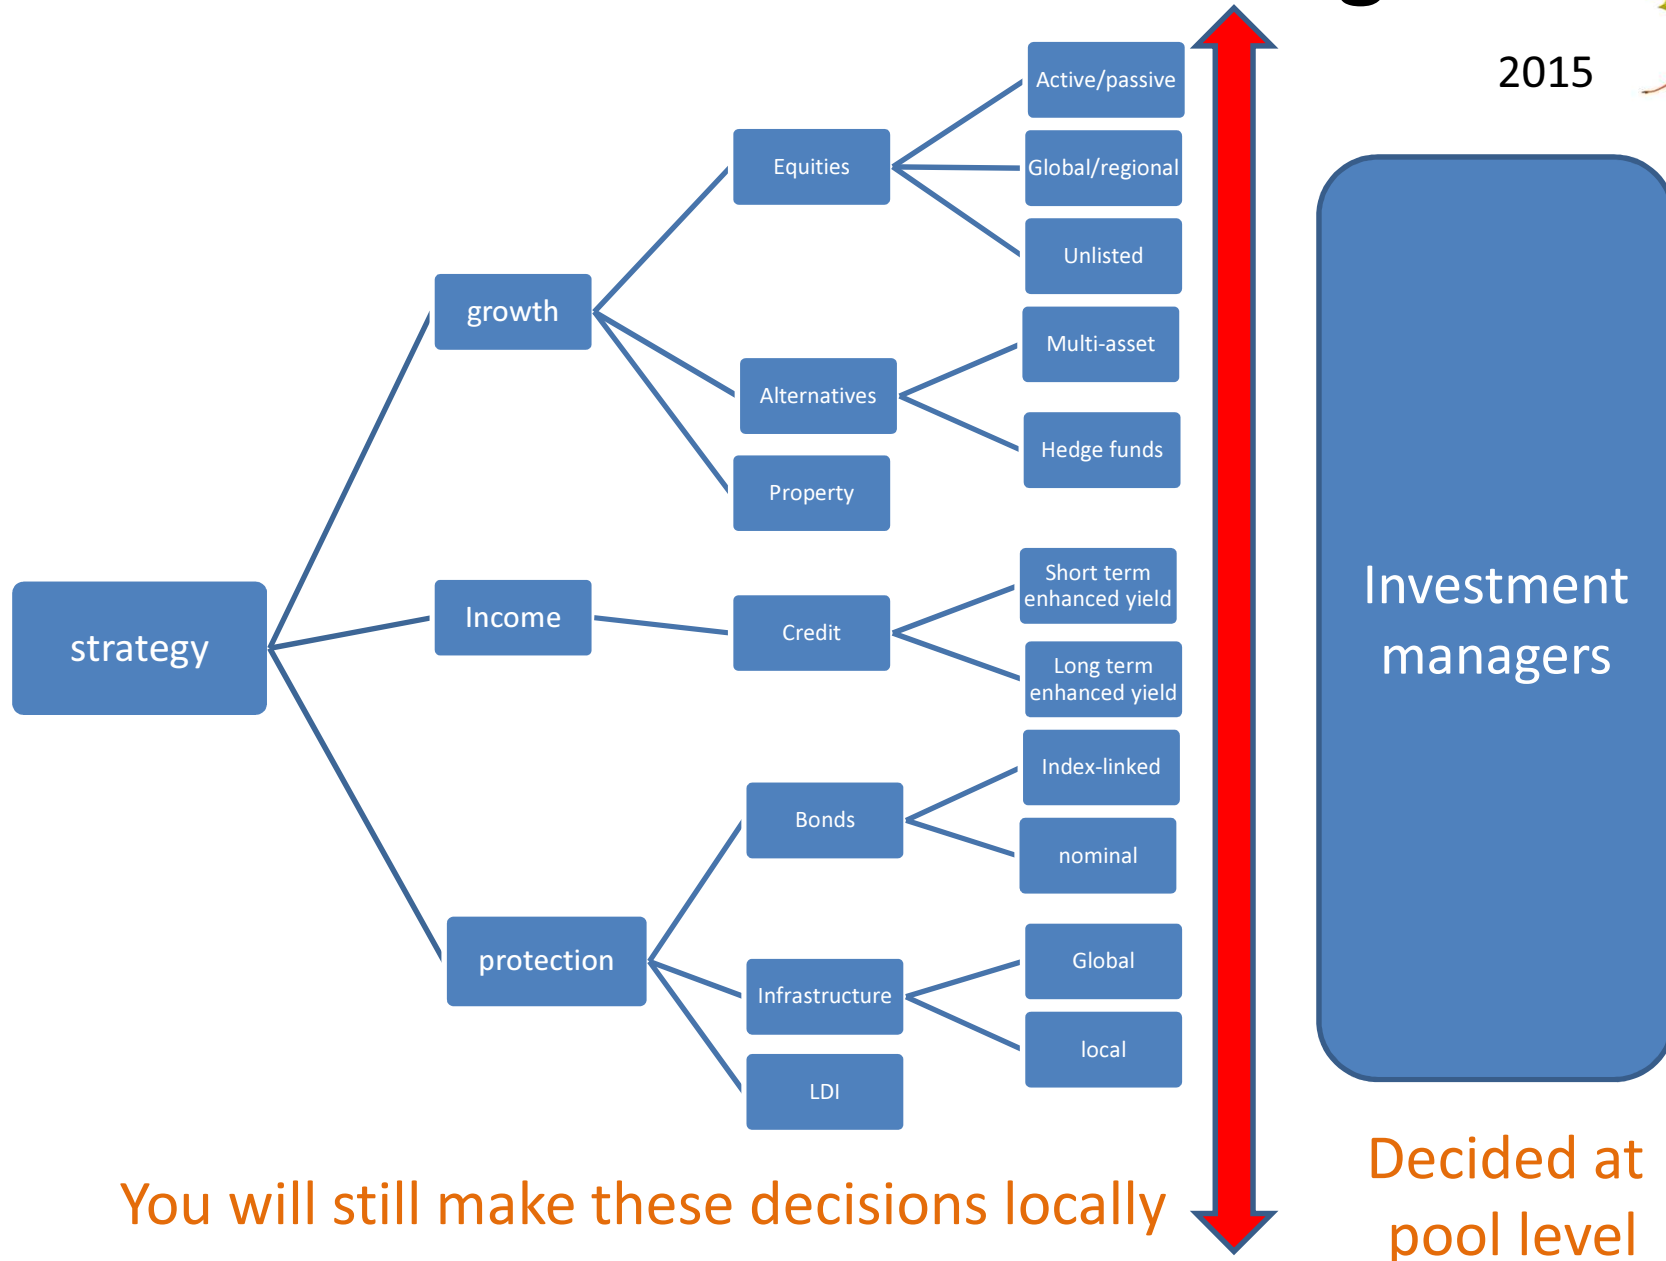 2015
Active/passive
Equities
Global/regional
Unlisted
growth
Multi-asset
Alternatives
Hedge funds
Property
Short term
enhanced yield
Income
Credit
strategy
Long term
enhanced yield
Investment
managers
Index-linked
Bonds
nominal
protection
Global
Infrastructure
local
LDI
You will still make these decisions locally
Decided at
pool level